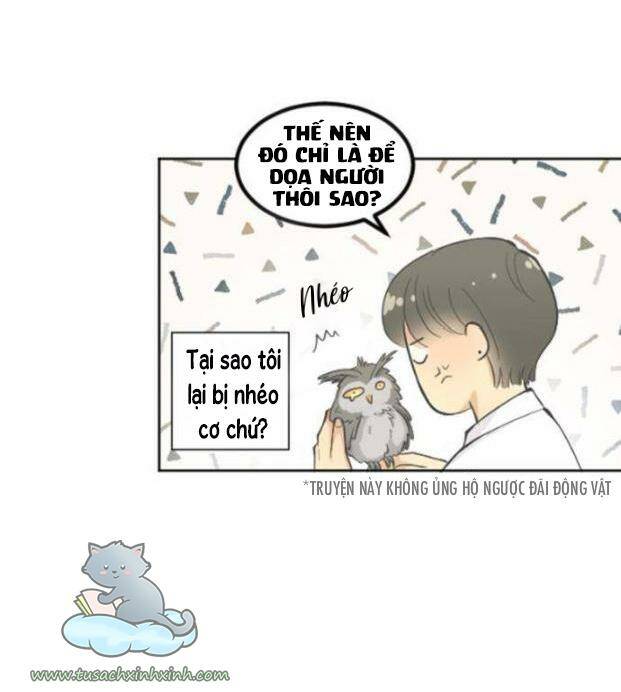 THẾ NÊN
ĐÓ CHỈ LÀ ĐỂ
DỌA NGƯỜI
THÔI SAO?
Nhéo
Tại sao tôi
lại bị nhéo
cơ chứ?
*TRUYỆN NÀY KHÔNG ỦNG HỘ NGƯỢC ĐÃI ĐỘNG VẬT
www.tusachxinhxinh.com